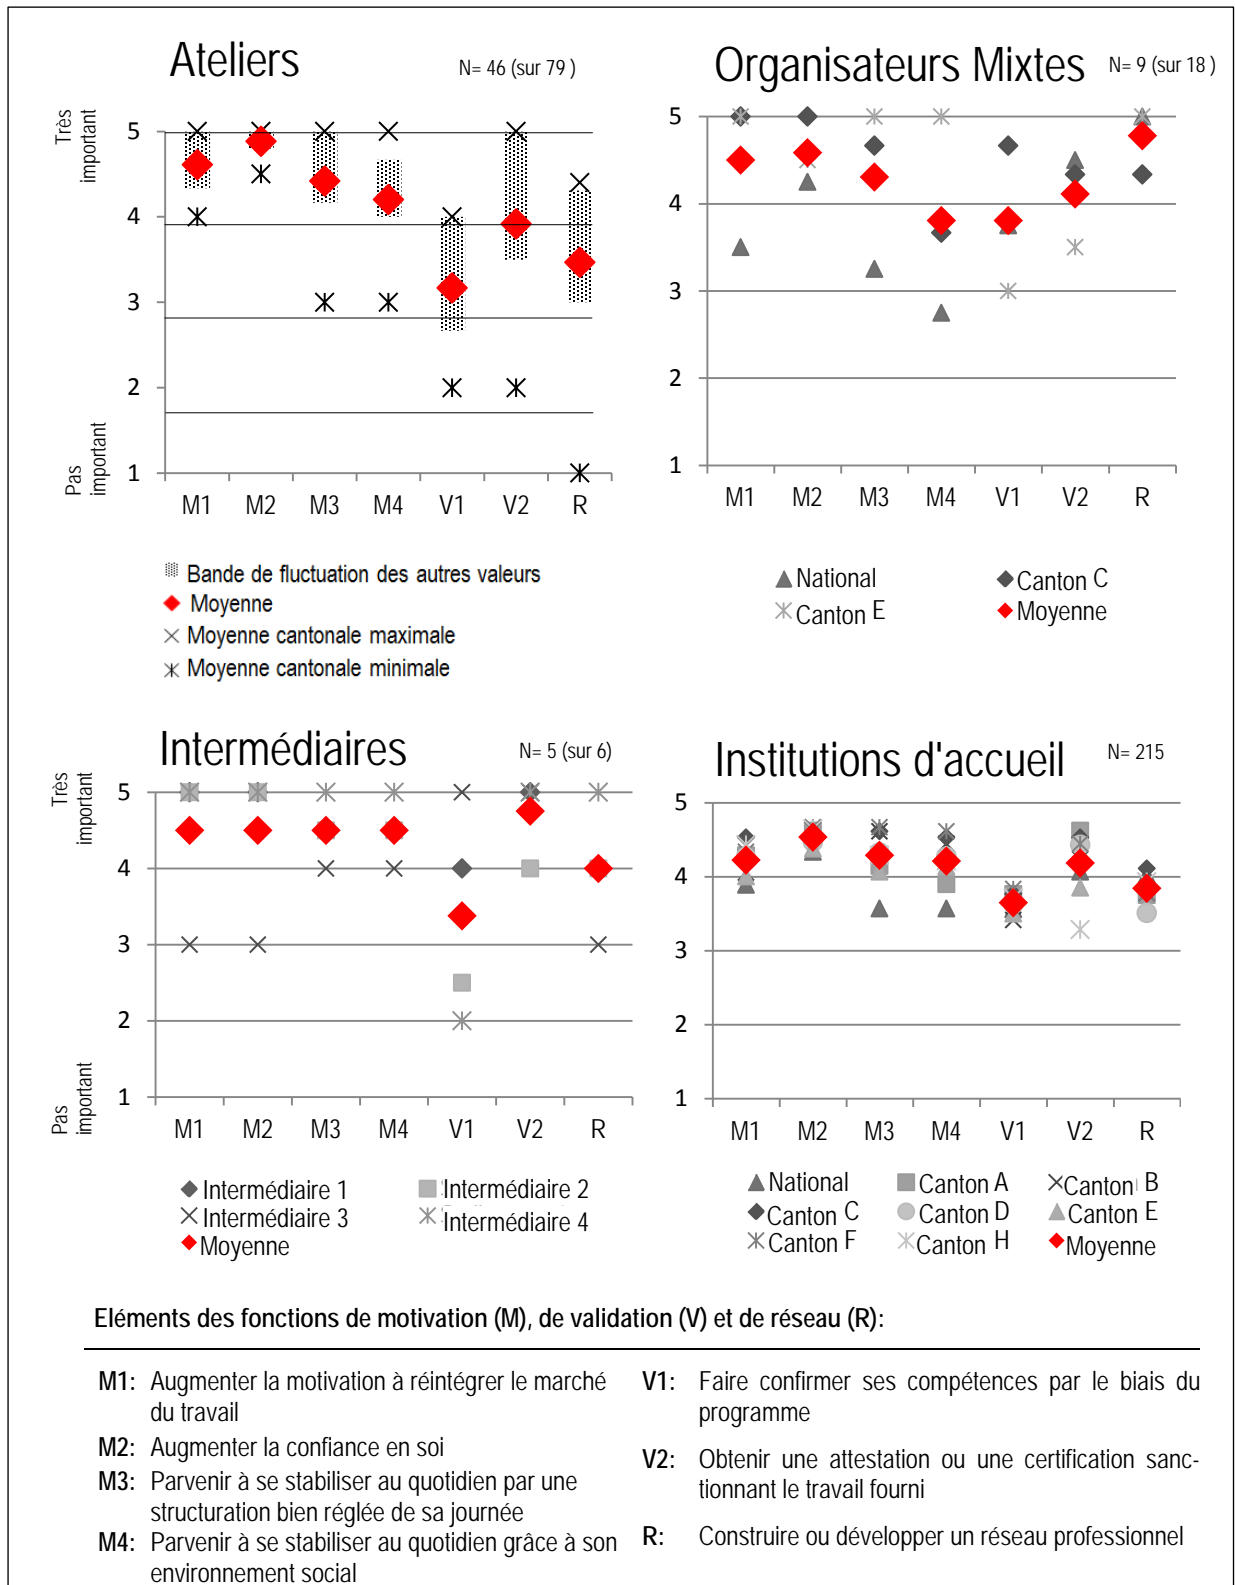 Ateliers
N= 46 (sur 79 )
Très
important
5
4
3
2
1
Pas
important
M1 M2 M3 M4 V1 V2 R
Bande de fluctuation des autres valeurs
Moyenne
Moyenne cantonale maximale
Moyenne cantonale minimale
Organisateurs Mixtes
N= 9 (sur 18 )
5
4
3
2
1
M1 M2 M3 M4 V1 V2 R
National Canton C
Canton E Moyenne
Intermédiaires
N= 5 (sur 6)
Très
important
5
4
3
2
1
Pas
important
M1 M2 M3 M4 V1 V2 R
Intermédiaire 1 Intermédiaire 2
Intermédiaire 3 Intermédiaire 4
Moyenne
Institutions d'accueil
N= 215
5
4
3
2
1
M1 M2 M3 M4 V1 V2 R
National Canton A Canton B
Canton C Canton D Canton E
Canton F Canton H Moyenne
Eléments des fonctions de motivation (M), de validation (V) et de réseau (R):
M1: Augmenter la motivation à réintégrer le marché
du travail
M2: Augmenter la confiance en soi
M3: Parvenir à se stabiliser au quotidien par une
structuration bien réglée de sa journée
M4: Parvenir à se stabiliser au quotidien grâce à son
environnement social
V1: Faire confirmer ses compétences par le biais du
programme
V2: Obtenir une attestation ou une certification sanc-
tionnant le travail fourni
R: Construire ou développer un réseau professionnel